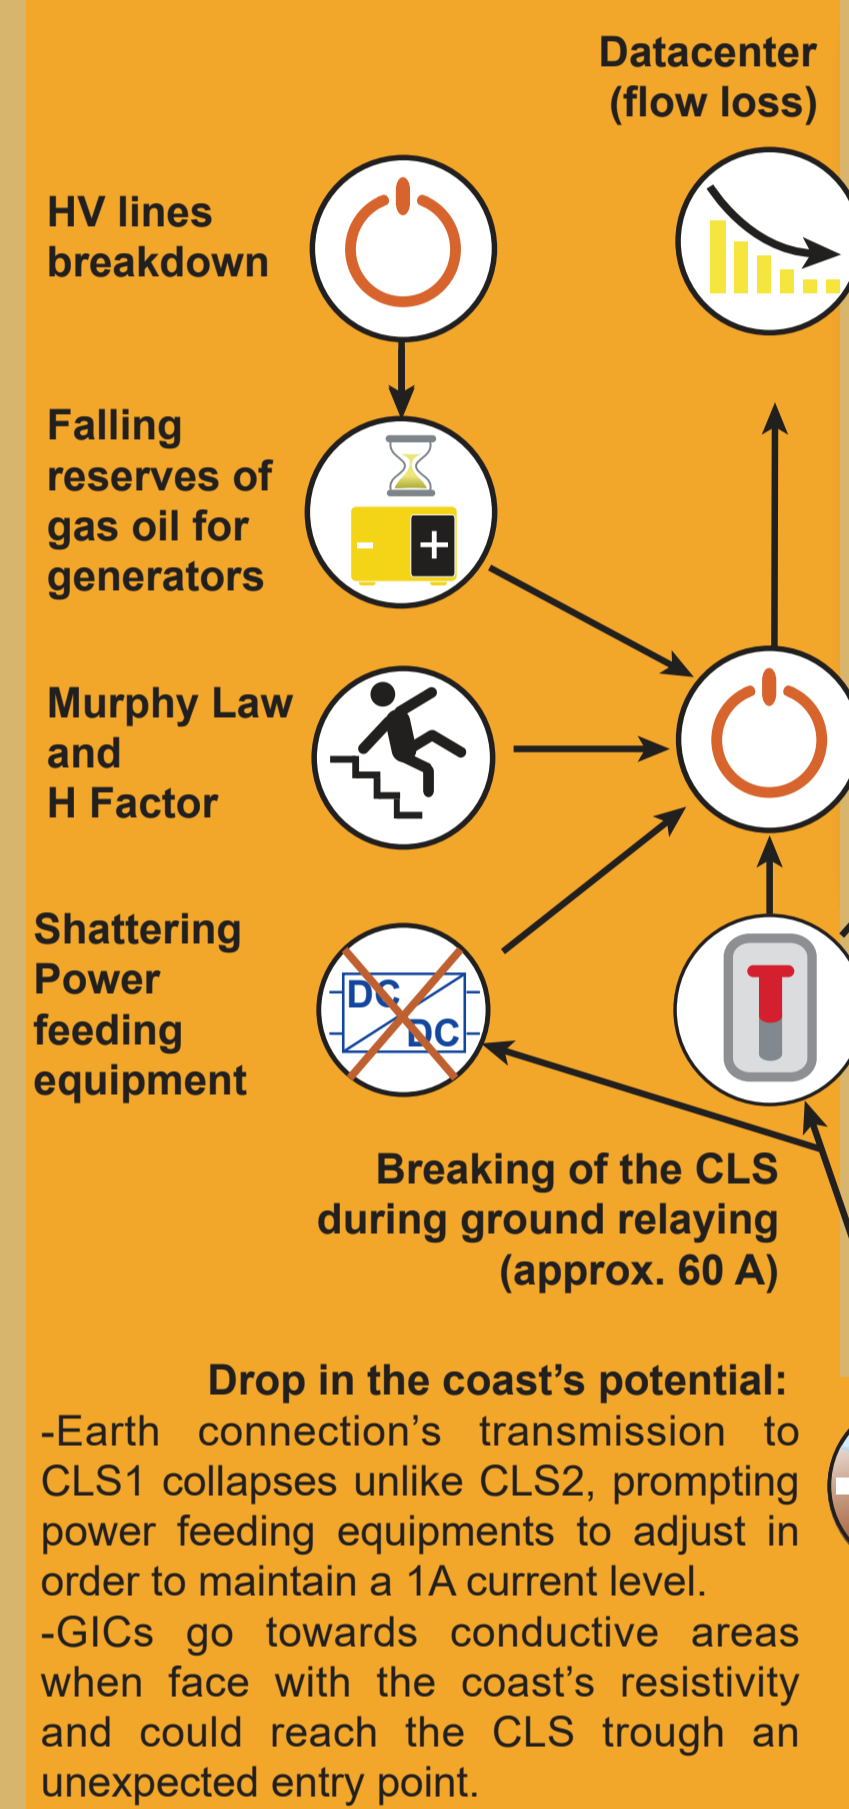 Datacenter
(flow loss)
HV lines
breakdown
Falling
reserves of
gas oil for
generators
- +
Murphy Law
and
H Factor
Shattering
Power
feeding
equipment
DC
DC
Breaking of the CLS
during ground relaying
(approx. 60 A)
Drop in the coast’s potential:
-Earth connection’s transmission to
CLS1 collapses unlike CLS2, prompting
power feeding equipments to adjust in
order to maintain a 1A current level.
-GICs go towards conductive areas
when face with the coast’s resistivity
and could reach the CLS trough an
unexpected entry point.